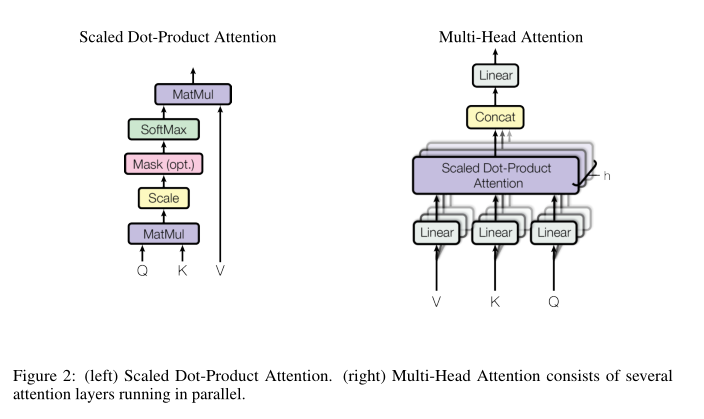 Scaled Dot-Product Attention
MatMul
SoftMax
Mask (opt.)
Scale
MatMul
Q K V
Multi-Head Attention
Linear
Concat
Scaled Dot-Product
Attention
h
Linear Linear Linear
V K Q
Figure 2: (left) Scaled Dot-Product Attention. (right) Multi-Head Attention consists of several
attention layers running in parallel.